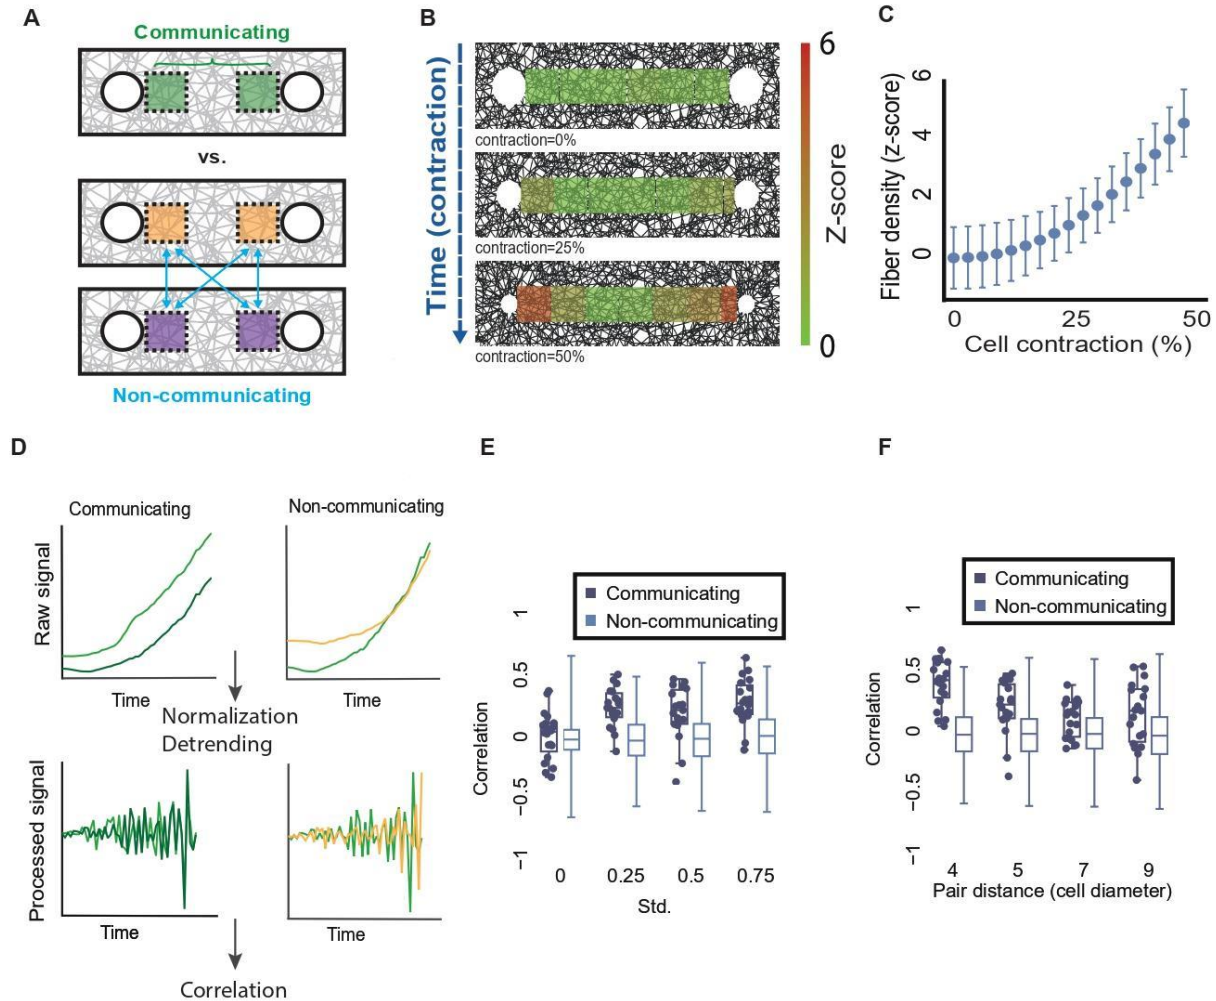 A
Communicating
vs.
Non-communicating
B
Time (contraction)
contraction=0%
contraction=25%
contraction=50%
6
Z-score
0
C
Fiber density (z-score)
6
4
2
0
0 25 50
Cell contraction (%)
D
Communicating
Non-communicating
Raw signal
Time
Time
Normalization
Detrending
Processed signal
Time
Time
Correlation
E
Communicating
Non-communicating
Correlation
1
0.5
0
−0.5
−1
0 0.25 0.5 0.75
Std.
F
Communicating
Non-communicating
Correlation
1
0.5
0
−0.5
−1
4 5 7 9
Pair distance (cell diameter)